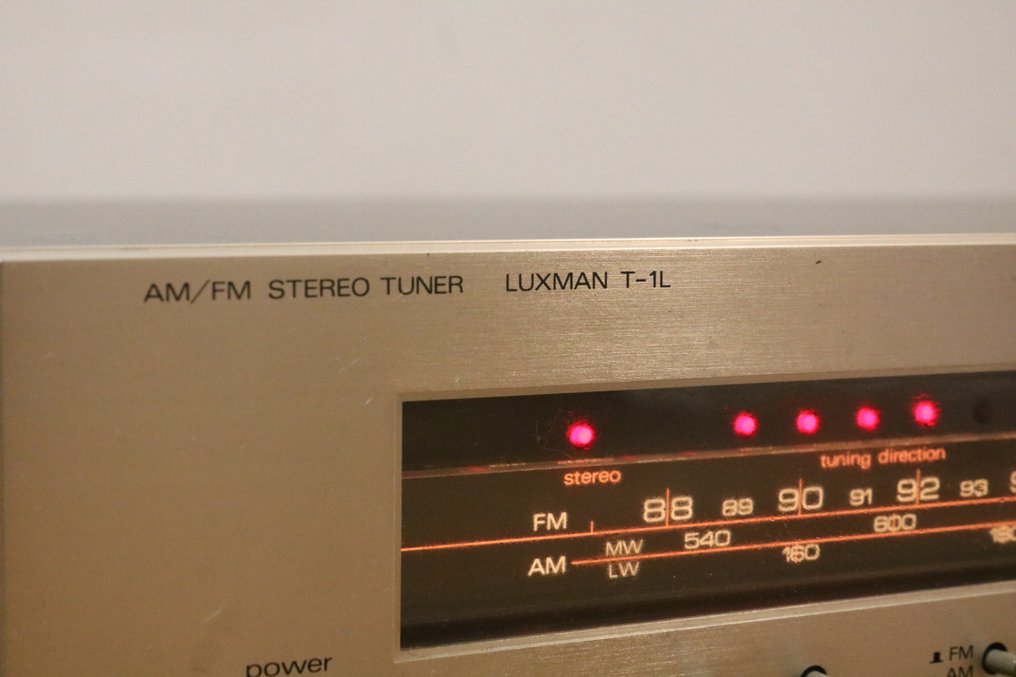 AM/FM STEREO TUNER LUXMAN T-1L
stereo
tuning direction
FM 88 89 90 91 92 93
MW 540 600
AM
LW 160
power
FM
AM